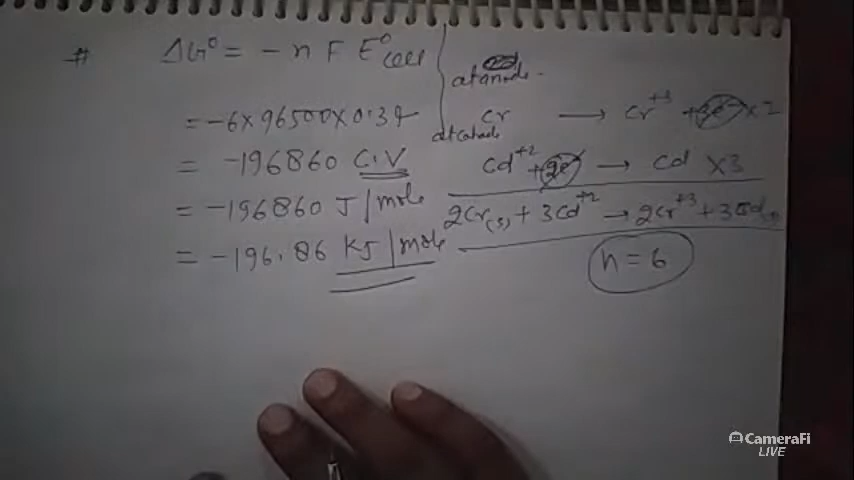 # ΔG° = - n F E°cell
= -6 x 96500 x 0.34
= -196860 C.V
= -196860 J/mole
= -196.86 KJ/mole
at anode -
Cr → Cr+3 + 3e- x 2
at cathode
Cd+2 + 2e- → Cd x3
2Cr(s) + 3Cd+2 → 2Cr+3 + 3Cd(s)
n = 6
CameraFi
LIVE